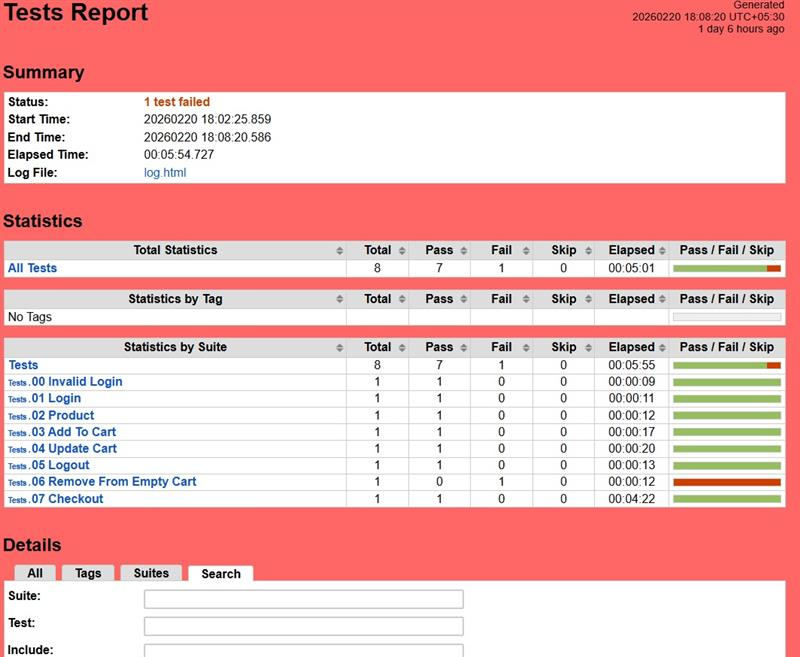 Tests Report
Generated
20260220 18:08:20 UTC+05:30
1 day 6 hours ago
Summary
Status: 1 test failed
Start Time: 20260220 18:02:25.859
End Time: 20260220 18:08:20.586
Elapsed Time: 00:05:54.727
Log File: log.html
Statistics
Total Statistics Total Pass Fail Skip Elapsed Pass / Fail / Skip
All Tests 8 7 1 0 00:05:01
Statistics by Tag Total Pass Fail Skip Elapsed Pass / Fail / Skip
No Tags
Statistics by Suite Total Pass Fail Skip Elapsed Pass / Fail / Skip
Tests 8 7 1 0 00:05:55
Tests . 00 Invalid Login 1 1 0 0 00:00:09
Tests . 01 Login 1 1 0 0 00:00:11
Tests . 02 Product 1 1 0 0 00:00:12
Tests . 03 Add To Cart 1 1 0 0 00:00:17
Tests . 04 Update Cart 1 1 0 0 00:00:20
Tests . 05 Logout 1 1 0 0 00:00:13
Tests . 06 Remove From Empty Cart 1 0 1 0 00:00:12
Tests . 07 Checkout 1 1 0 0 00:04:22
Details
All Tags Suites Search
Suite:
Test:
Include: